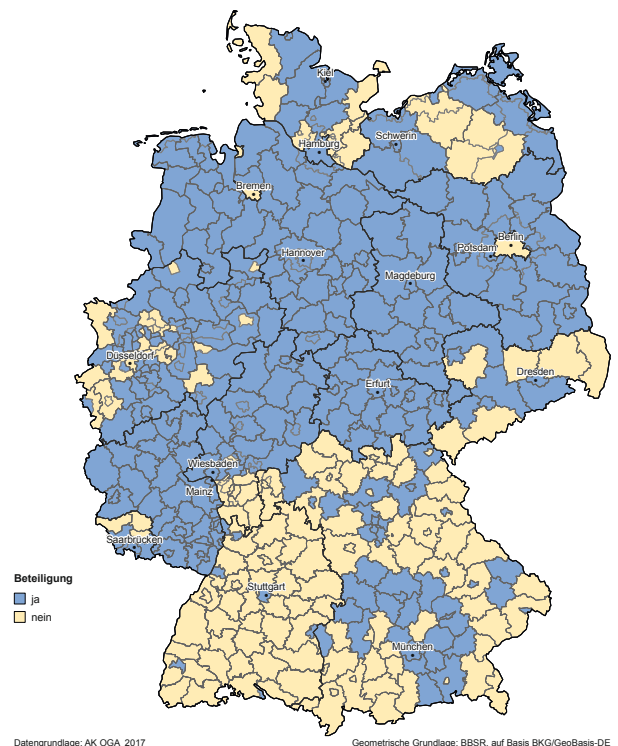 Kiel
Schwerin
Hamburg
Bremen
Berlin
Potsdam
Hannover
Magdeburg
Düsseldorf
Dresden
Erfurt
Wiesbaden
Mainz
Saarbrücken
Beteiligung
ja
nein
Stuttgart
München
Datengrundlage: AK OGA 2017
Geometrische Grundlage: BBSR, auf Basis BKG/GeoBasis-DE